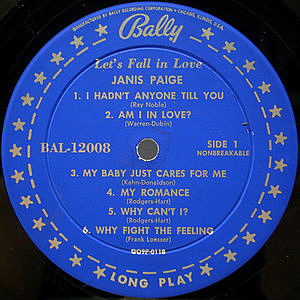 MANUFACTURED BY BALLY RECORDING CORPORATION • CHICAGO, ILLINOIS, U.S.A.
Bally
Let's Fall in Love
JANIS PAIGE
1. I HADN'T ANYONE TILL YOU
(Ray Noble)
2. AM I IN LOVE?
(Warren-Dubin)
BAL-12008
SIDE 1
NONBREAKABLE
3. MY BABY JUST CARES FOR ME
(Kahn-Donaldson)
4. MY ROMANCE
(Rodgers-Hart)
5. WHY CAN'T I?
(Rodgers-Hart)
6. WHY FIGHT THE FEELING
(Frank Loesser)
LONG PLAY